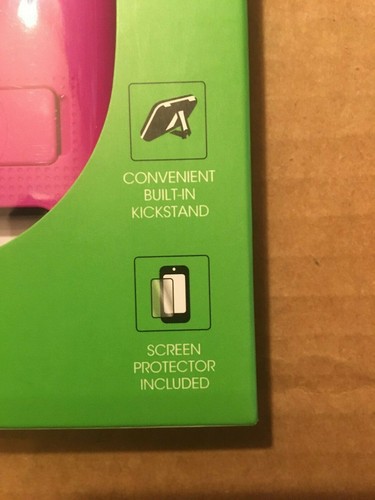 CONVENIENT
BUILT-IN
KICKSTAND
SCREEN
PROTECTOR
INCLUDED